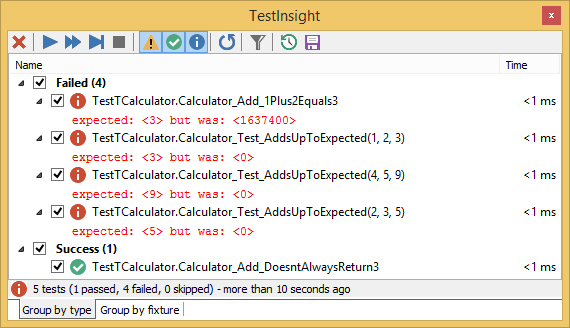 TestInsight
Name Time
Failed (4)
TestTCalculator.Calculator_Add_1Plus2Equals3 <1 ms
expected: <3> but was: <1637400>
TestTCalculator.Calculator_Test_AddsUpToExpected(1, 2, 3) <1 ms
expected: <3> but was: <0>
TestTCalculator.Calculator_Test_AddsUpToExpected(4, 5, 9) <1 ms
expected: <9> but was: <0>
TestTCalculator.Calculator_Test_AddsUpToExpected(2, 3, 5) <1 ms
expected: <5> but was: <0>
Success (1)
TestTCalculator.Calculator_Add_DoesntAlwaysReturn3 <1 ms
5 tests (1 passed, 4 failed, 0 skipped) - more than 10 seconds ago
Group by type Group by fixture